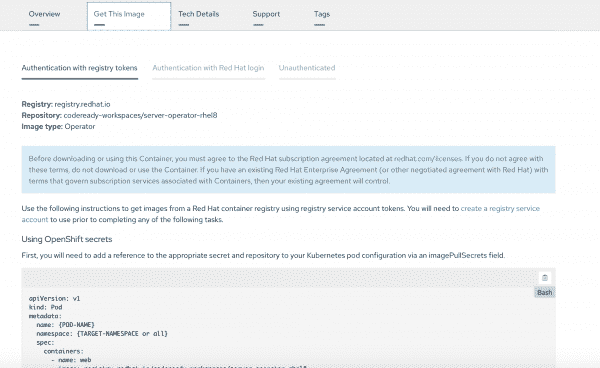 Overview Get This Image Tech Details Support Tags
Authentication with registry tokens Authentication with Red Hat login Unauthenticated
Registry: registry.redhat.io
Repository: codeready-workspaces/server-operator-rhel8
Image type: Operator
Before downloading or using this Container, you must agree to the Red Hat subscription agreement located at redhat.com/licenses. If you do not agree with
these terms, do not download or use the Container. If you have an existing Red Hat Enterprise Agreement (or other negotiated agreement with Red Hat) with
terms that govern subscription services associated with Containers, then your existing agreement will control.
Use the following instructions to get images from a Red Hat container registry using registry service account tokens. You will need to create a registry service
account to use prior to completing any of the following tasks.
Using OpenShift secrets
First, you will need to add a reference to the appropriate secret and repository to your Kubernetes pod configuration via an imagePullSecrets field.
Bash
apiVersion: v1
kind: Pod
metadata:
  name: {POD-NAME}
  namespace: {TARGET-NAMESPACE or all}
  spec:
    containers:
      - name: web